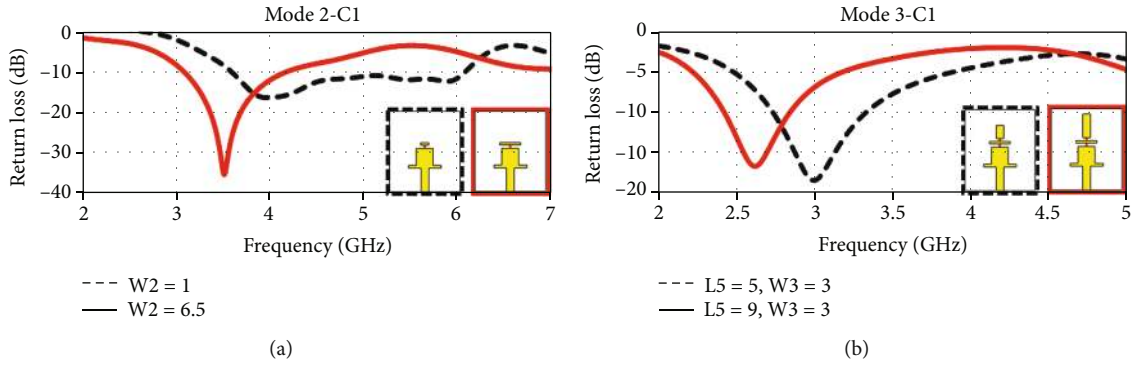 Mode 2-C1
Return loss (dB)
0
–10
–20
–30
–40
2
3
4
5
6
7
Frequency (GHz)
W2 = 1
W2 = 6.5
(a)
Mode 3-C1
Return loss (dB)
0
–5
–10
–10
–20
2
2.5
3
3.5
4
4.5
5
Frequency (GHz)
L5 = 5, W3 = 3
L5 = 9, W3 = 3
(b)